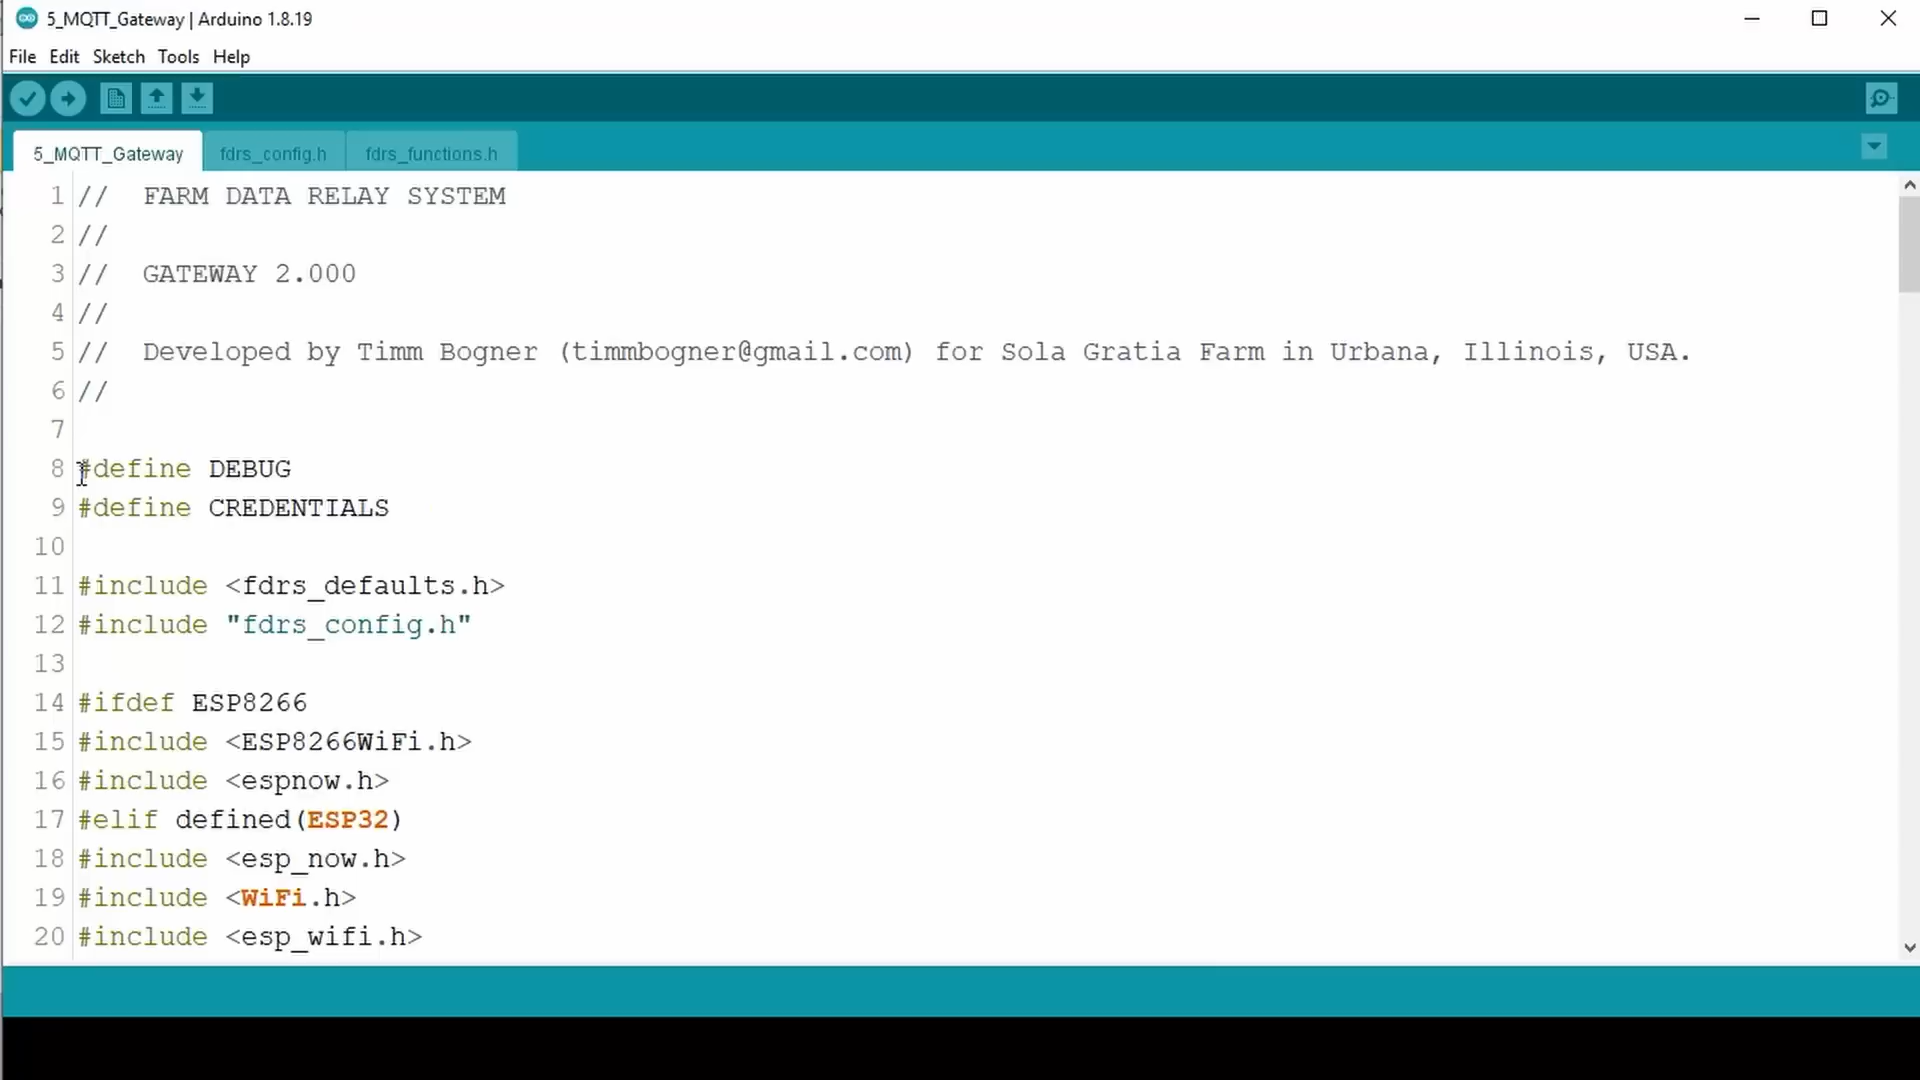 5_MQTT_Gateway | Arduino 1.8.19
File Edit Sketch Tools Help
5_MQTT_Gateway fdrs_config.h fdrs_functions.h
1 // FARM DATA RELAY SYSTEM
2 //
3 // GATEWAY 2.000
4 //
5 // Developed by Timm Bogner (timmbogner@gmail.com) for Sola Gratia Farm in Urbana, Illinois, USA.
6 //
7
8 #define DEBUG
9 #define CREDENTIALS
10
11 #include <fdrs_defaults.h>
12 #include "fdrs_config.h"
13
14 #ifdef ESP8266
15 #include <ESP8266WiFi.h>
16 #include <espnow.h>
17 #elif defined(ESP32)
18 #include <esp_now.h>
19 #include <WiFi.h>
20 #include <esp_wifi.h>